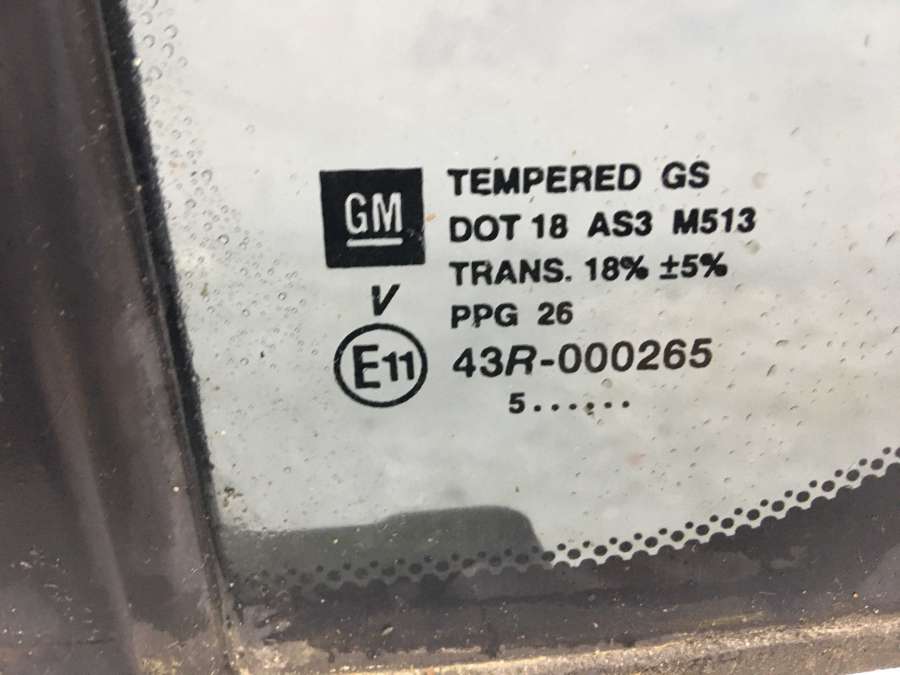 GM
TEMPERED GS
DOT 18 AS3 M513
TRANS. 18% ±5%
V
PPG 26
E11
43R-000265
5......